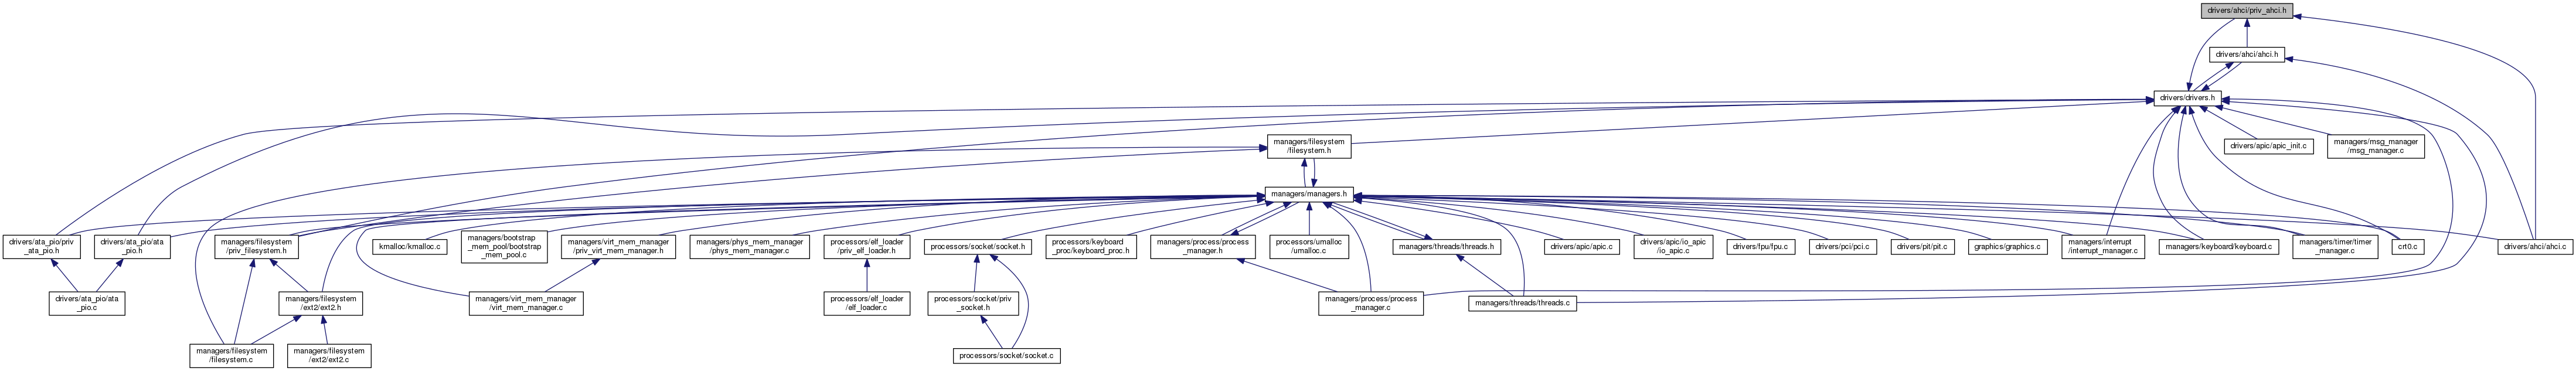 drivers/ahci/priv_ahci.h
drivers/ahci/ahci.h
drivers/drivers.h
managers/filesystem
/filesystem.h
drivers/apic/apic_init.c
managers/msg_manager
/msg_manager.c
managers/managers.h
drivers/ata_pio/priv
_ata_pio.h
drivers/ata_pio/ata
_pio.h
managers/filesystem
/priv_filesystem.h
kmalloc/kmalloc.c
managers/bootstrap
_mem_pool/bootstrap
_mem_pool.c
managers/virt_mem_manager
/priv_virt_mem_manager.h
managers/phys_mem_manager
/phys_mem_manager.c
processors/elf_loader
/priv_elf_loader.h
processors/socket/socket.h
processors/keyboard
_proc/keyboard_proc.h
managers/process/process
_manager.h
processors/umalloc
/umalloc.c
managers/threads/threads.h
drivers/apic/apic.c
drivers/apic/io_apic
/io_apic.c
drivers/fpu/fpu.c
drivers/pci/pci.c
drivers/pit/pit.c
graphics/graphics.c
managers/interrupt
/interrupt_manager.c
managers/keyboard/keyboard.c
managers/timer/timer
_manager.c
crt0.c
drivers/ahci/ahci.c
drivers/ata_pio/ata
_pio.c
managers/filesystem
/ext2/ext2.h
managers/virt_mem_manager
/virt_mem_manager.c
processors/elf_loader
/elf_loader.c
processors/socket/priv
_socket.h
managers/process/process
_manager.c
managers/threads/threads.c
managers/filesystem
/filesystem.c
managers/filesystem
/ext2/ext2.c
processors/socket/socket.c